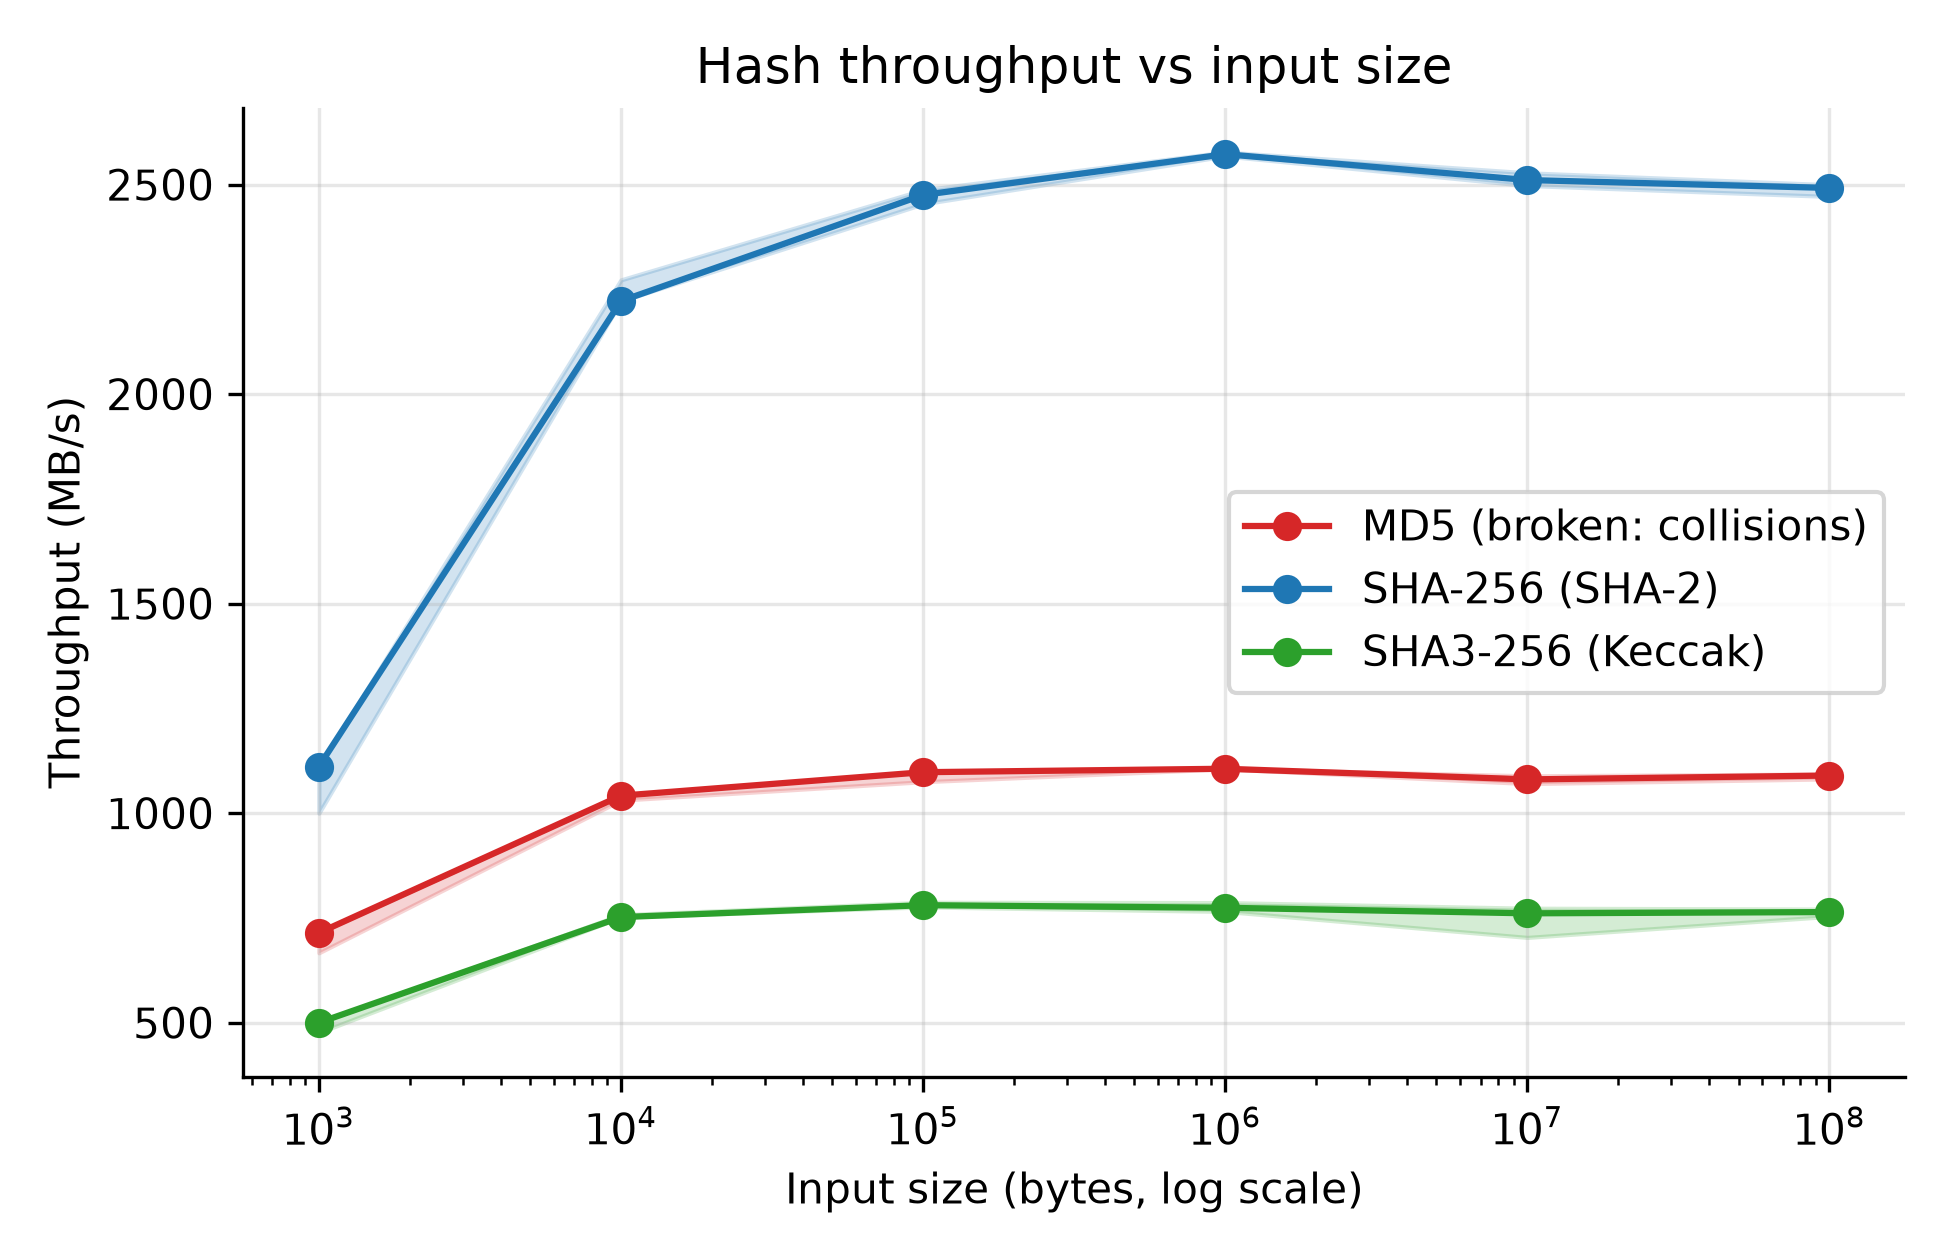 Hash throughput vs input size
Throughput (MB/s)
2500
2000
1500
1000
500
MD5 (broken: collisions)
SHA-256 (SHA-2)
SHA3-256 (Keccak)
10³ 10⁴ 10⁵ 10⁶ 10⁷ 10⁸
Input size (bytes, log scale)